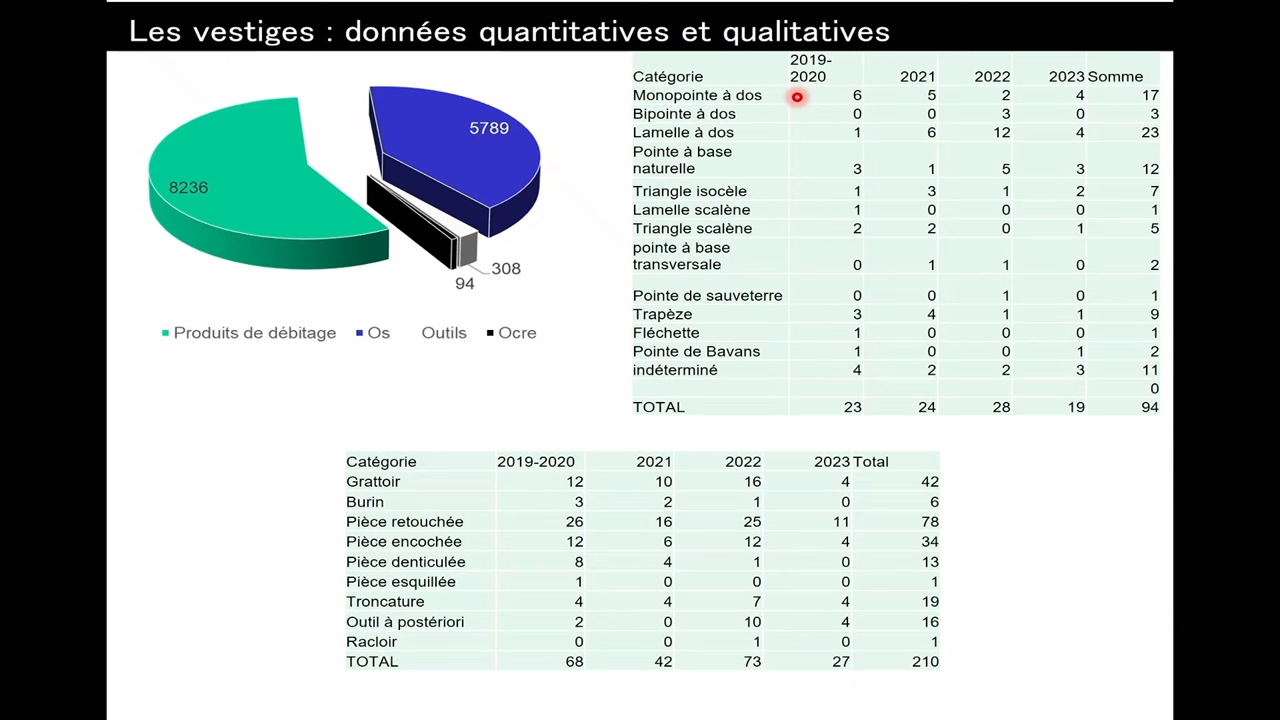 Les vestiges : données quantitatives et qualitatives
8236
5789
308
94
Produits de débitage Os Outils Ocre
Catégorie 2019-2020 2021 2022 2023 Somme
Monopointe à dos 6 5 2 4 17
Bipointe à dos 0 0 3 0 3
Lamelle à dos 1 6 12 4 23
Pointe à base naturelle 3 1 5 3 12
Triangle isocèle 1 3 1 2 7
Lamelle scalène 1 0 0 0 1
Triangle scalène 2 2 0 1 5
pointe à base transversale 0 1 1 0 2
Pointe de sauveterre 0 0 1 0 1
Trapèze 3 4 1 1 9
Fléchette 1 0 0 0 1
Pointe de Bavans 1 0 0 1 2
indéterminé 4 2 2 3 11
0
TOTAL 23 24 28 19 94
Catégorie 2019-2020 2021 2022 2023 Total
Grattoir 12 10 16 4 42
Burin 3 2 1 0 6
Pièce retouchée 26 16 25 11 78
Pièce encochée 12 6 12 4 34
Pièce denticulée 8 4 1 0 13
Pièce esquillée 1 0 0 0 1
Troncature 4 4 7 4 19
Outil à postériori 2 0 10 4 16
Racloir 0 0 1 0 1
TOTAL 68 42 73 27 210